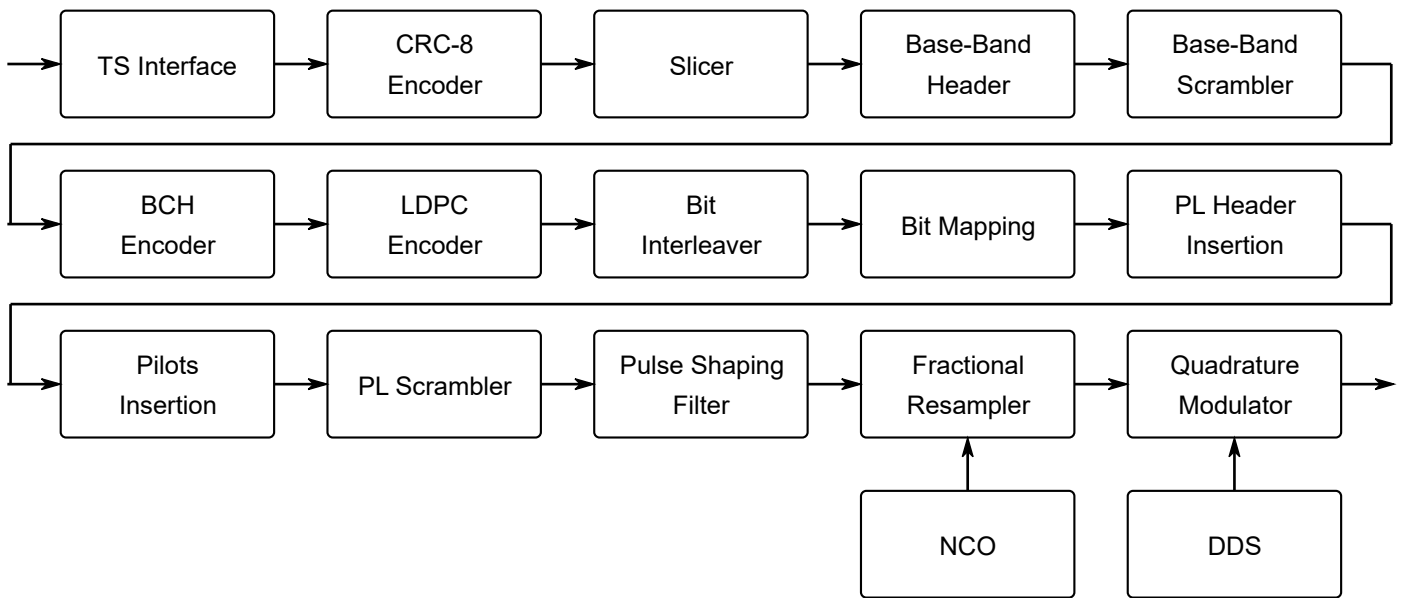 TS Interface
CRC-8
Encoder
Slicer
Base-Band
Header
Base-Band
Scrambler
BCH
Encoder
LDPC
Encoder
Bit
Interleaver
Bit Mapping
PL Header
Insertion
Pilots
Insertion
PL Scrambler
Pulse Shaping
Filter
Fractional
Resampler
Quadrature
Modulator
NCO
DDS